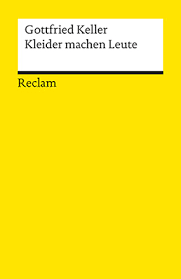 Gottfried Keller
Kleider machen Leute
Reclam